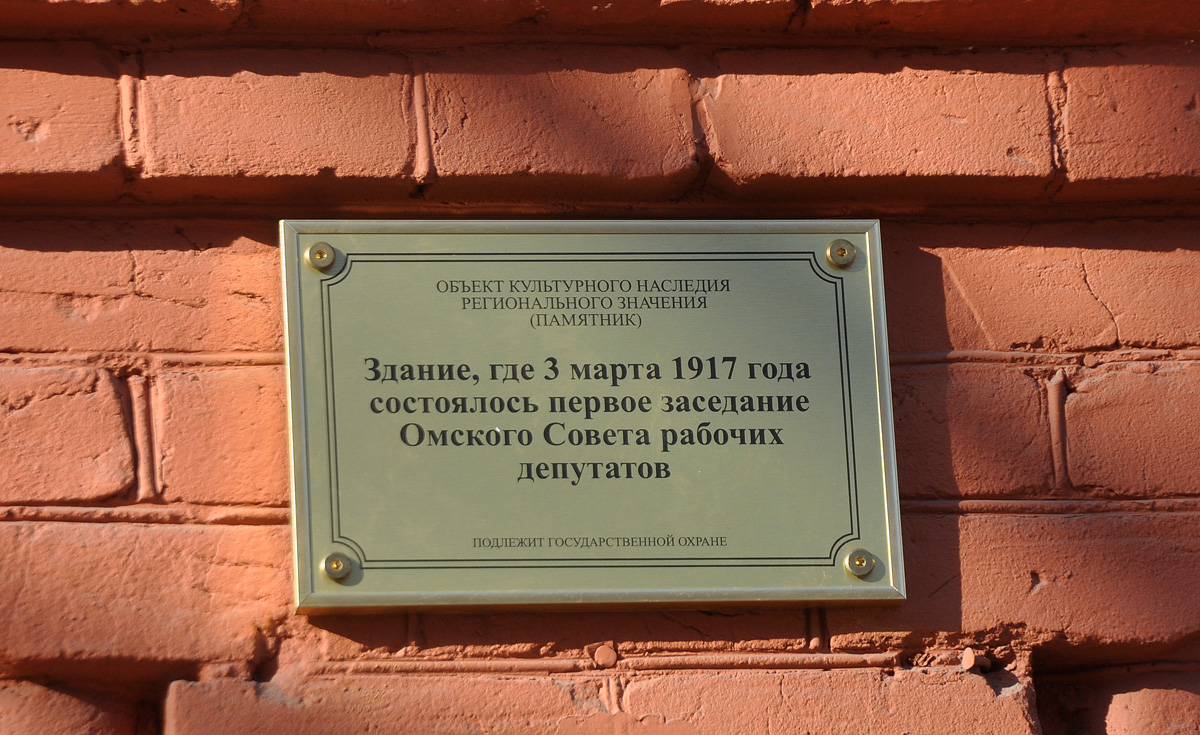 ОБЪЕКТ КУЛЬТУРНОГО НАСЛЕДИЯ
РЕГИОНАЛЬНОГО ЗНАЧЕНИЯ
(ПАМЯТНИК)
Здание, где 3 марта 1917 года
состоялось первое заседание
Омского Совета рабочих
депутатов
ПОДЛЕЖИТ ГОСУДАРСТВЕННОЙ ОХРАНЕ